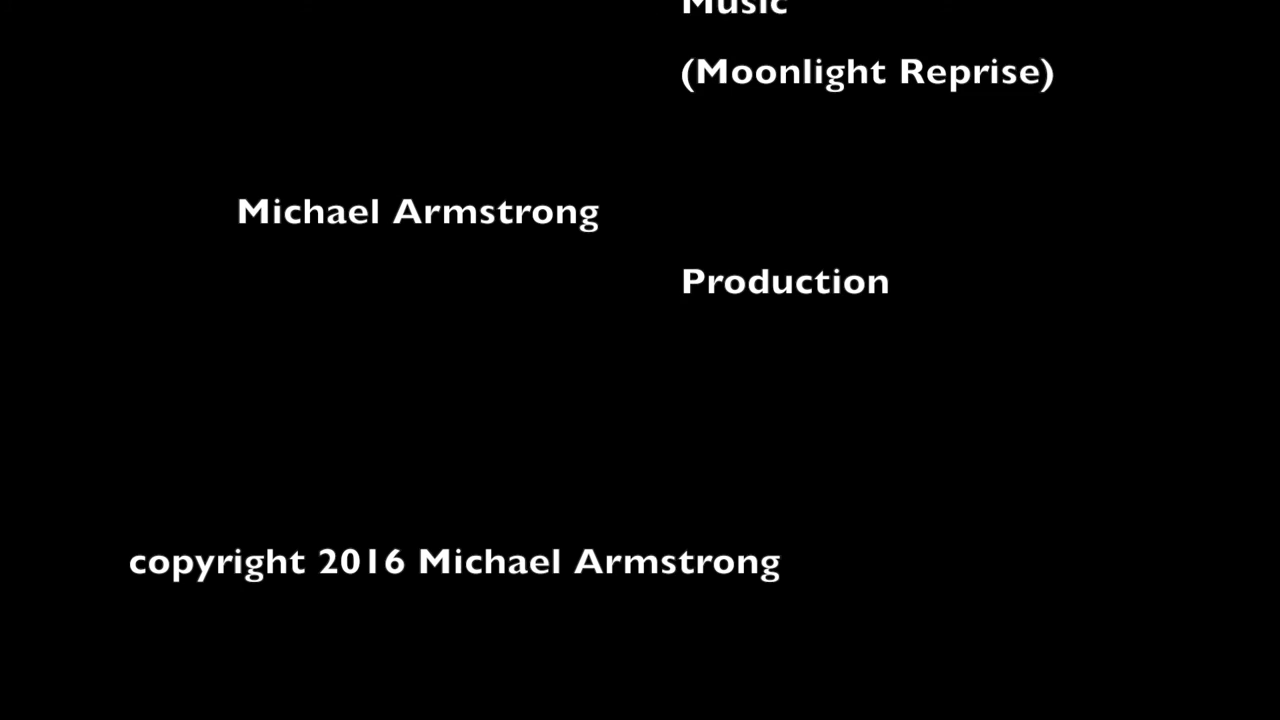 Music
(Moonlight Reprise)
Michael Armstrong
Production
copyright 2016 Michael Armstrong